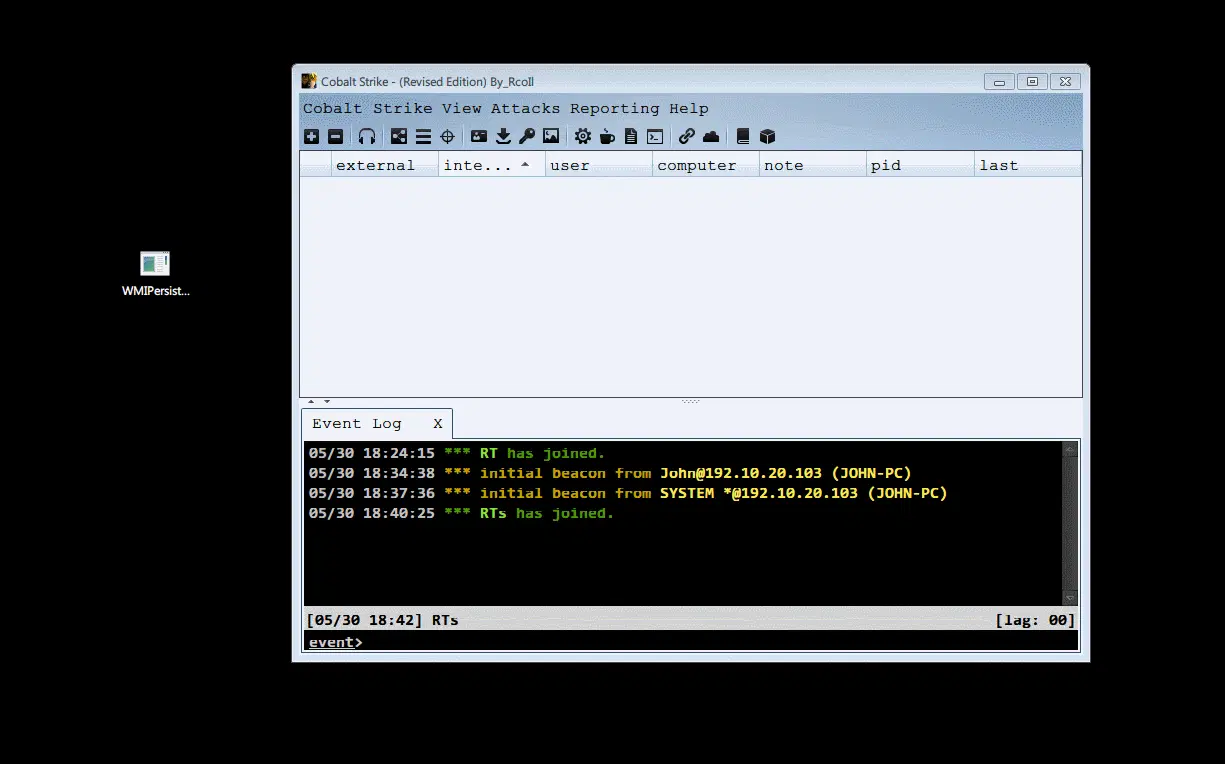 Cobalt Strike - (Revised Edition) By_Rcoll
Cobalt Strike View Attacks Reporting Help
external inte... user computer note pid last
WMIPersist...
Event Log X
05/30 18:24:15 *** RT has joined.
05/30 18:34:38 *** initial beacon from John@192.10.20.103 (JOHN-PC)
05/30 18:37:36 *** initial beacon from SYSTEM *@192.10.20.103 (JOHN-PC)
05/30 18:40:25 *** RTs has joined.
[05/30 18:42] RTs [lag: 00]
event>